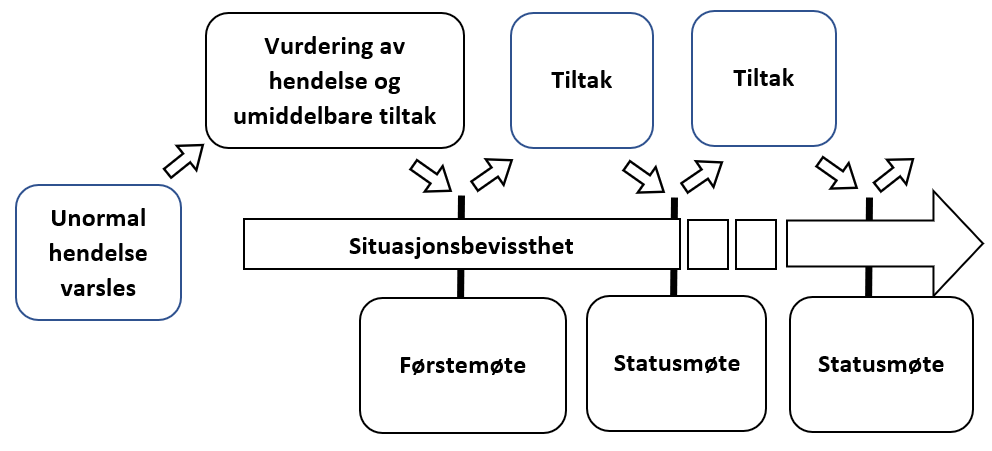 Vurdering av
hendelse og
umiddelbare tiltak
Tiltak
Tiltak
Unormal
hendelse
varsles
Situasjonsbevissthet
Førstemøte
Statusmøte
Statusmøte